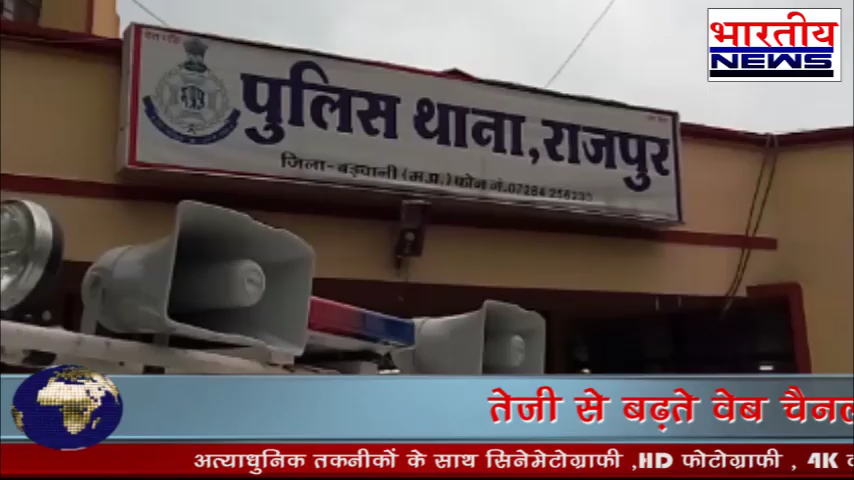 भारतीय
NEWS
पुलिस थाना, राजपुर
जिला-बड़वानी (म.प्र.) फोन नं.07284 256233
तेजी से बढ़ते वेब चैनल
अत्याधुनिक तकनीकों के साथ सिनेमेटोग्राफी ,HD फोटोग्राफी , 4K